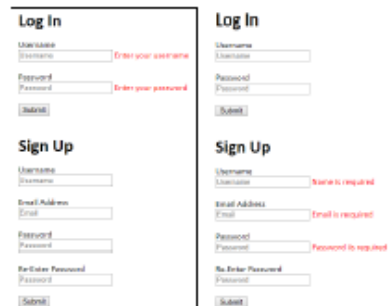 Log In
Username
Username Enter your username
Password
Password Enter your password
Submit
Sign Up
Username
Username
Email Address
Email
Password
Password
Re-Enter Password
Password
Submit
Log In
Username
Username
Password
Password
Submit
Sign Up
Username
Username Name is required
Email Address
Email Email is required
Password
Password Password is required
Re-Enter Password
Password
Submit